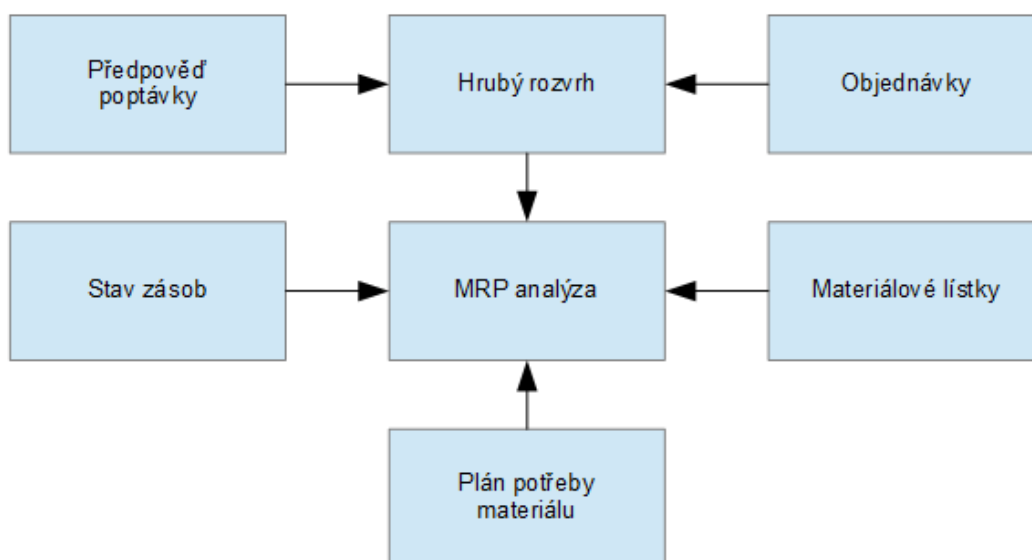 Předpověď
poptávky
Hrubý rozvrh
Objednávky
Stav zásob
MRP analýza
Materiálové lístky
Plán potřeby
materiálu